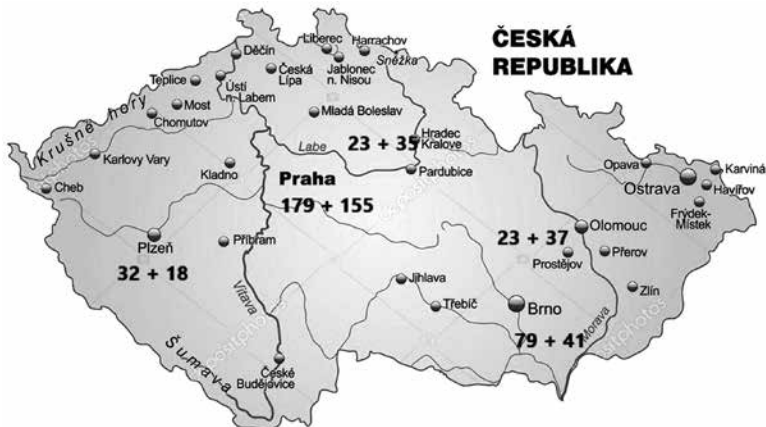 ČESKÁ
REPUBLIKA
Děčín
Liberec
Harrachov
Sněžka
Teplice
Ústí
n. Labem
Česká
Lípa
Jablonec
n. Nisou
Krušné hory
Most
Chomutov
Mladá Boleslav
Labe
23 + 35
Hradec
Kralove
Karlovy Vary
Kladno
Praha
179 + 155
Pardubice
Cheb
Opava
Karviná
Ostrava
Havířov
Frýdek-
Místek
Olomouc
Plzeň
Příbram
23 + 37
Prostějov
Přerov
32 + 18
Vltava
Jihlava
Třebíč
Zlín
Brno
79 + 41
Morava
Šumava
České
Budějovice